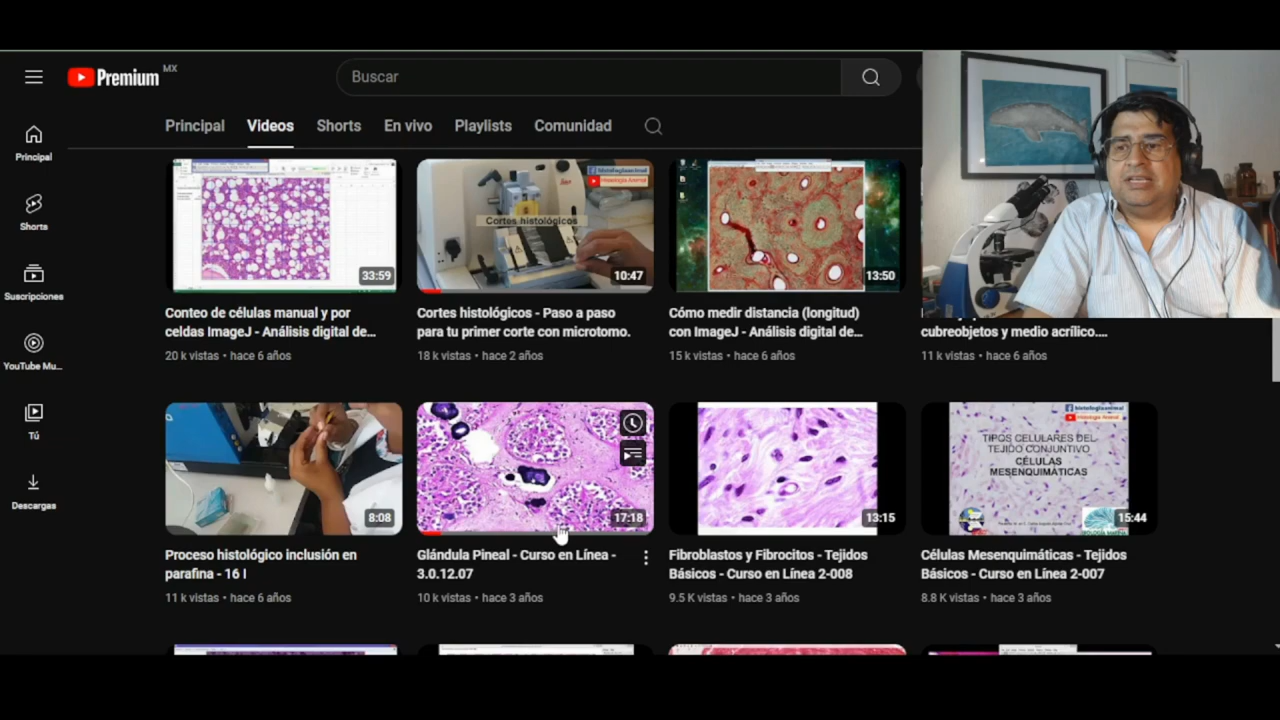 Premium MX
Buscar
Principal
Videos
Shorts
En vivo
Playlists
Comunidad
Principal
Shorts
Suscripciones
YouTube Mu...
Tú
Descargas
33:59
Conteo de células manual y por
celdas ImageJ - Análisis digital de...
20 k vistas • hace 6 años
histofieglaanimal
Histología Animal
Cortes histológicos
10:47
Cortes histológicos - Paso a paso
para tu primer corte con microtomo.
18 k vistas • hace 2 años
13:50
Cómo medir distancia (longitud)
con ImageJ - Análisis digital de...
15 k vistas • hace 6 años
cubreobjetos y medio acrílico....
11 k vistas • hace 6 años
8:08
Proceso histológico inclusión en
parafina - 16 I
11 k vistas • hace 6 años
17:18
Glándula Pineal - Curso en Línea -
3.0.12.07
10 k vistas • hace 3 años
13:15
Fibroblastos y Fibrocitos - Tejidos
Básicos - Curso en Línea 2-008
9.5 K vistas • hace 3 años
Histología Animal
TIPOS CELULARES DEL
TEJIDO CONJUNTIVO
CÉLULAS
MESENQUIMÁTICAS
15:44
Células Mesenquimáticas - Tejidos
Básicos - Curso en Línea 2-007
8.8 K vistas • hace 3 años